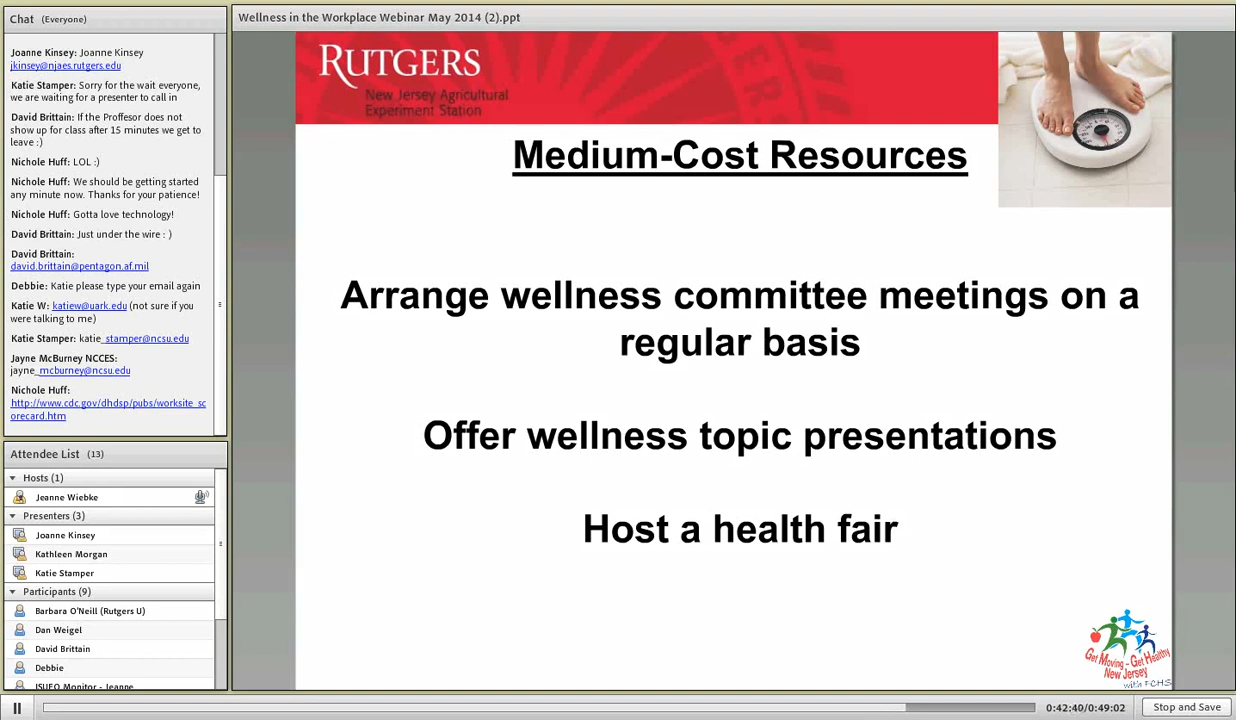 Chat (Everyone)
Joanne Kinsey: Joanne Kinsey
jkinsey@njaes.rutgers.edu
Katie Stamper: Sorry for the wait everyone,
we are waiting for a presenter to call in
David Brittain: If the Proffesor does not
show up for class after 15 minutes we get to
leave :)
Nichole Huff: LOL :)
Nichole Huff: We should be getting started
any minute now. Thanks for your patience!
Nichole Huff: Gotta love technology!
David Brittain: Just under the wire : )
David Brittain:
david.brittain@pentagon.af.mil
Debbie: Katie please type your email again
Katie W: katiew@uark.edu (not sure if you
were talking to me)
Katie Stamper: katie_stamper@ncsu.edu
Jayne McBurney NCCES:
jayne_mcburney@ncsu.edu
Nichole Huff:
http://www.cdc.gov/dhdsp/pubs/worksite_sc
orecard.htm
Attendee List (13)
Hosts (1)
Jeanne Wiebke
Presenters (3)
Joanne Kinsey
Kathleen Morgan
Katie Stamper
Participants (9)
Barbara O'Neill (Rutgers U)
Dan Weigel
David Brittain
Debbie
ISUEO Monitor - Jeanne
Wellness in the Workplace Webinar May 2014 (2).ppt
RUTGERS
New Jersey Agricultural
Experiment Station
Medium-Cost Resources
Arrange wellness committee meetings on a
regular basis
Offer wellness topic presentations
Host a health fair
Get Moving - Get Healthy
New Jersey
with FCHS
0:42:40/0:49:02
Stop and Save